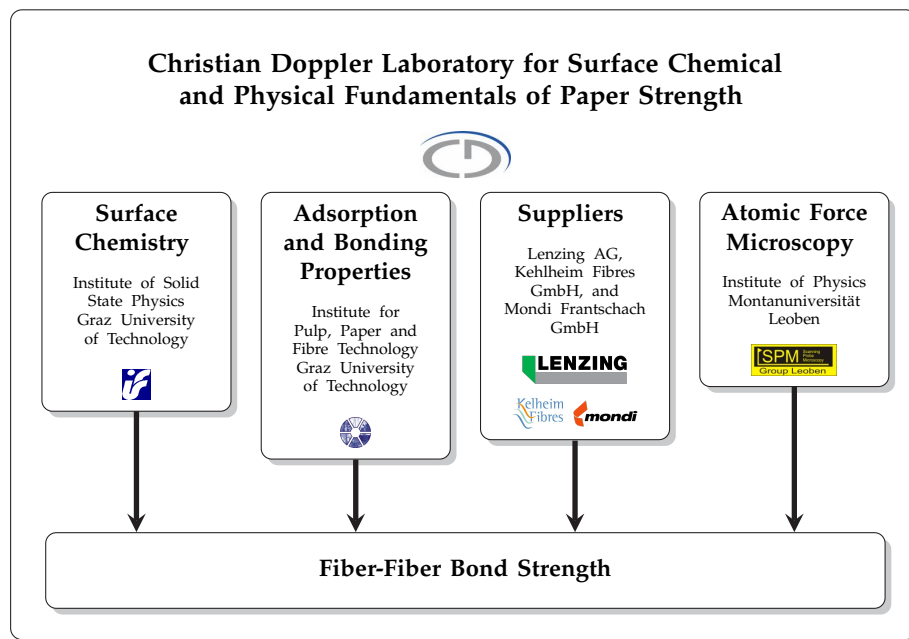 Christian Doppler Laboratory for Surface Chemical
and Physical Fundamentals of Paper Strength
Surface
Chemistry
Institute of Solid
State Physics
Graz University
of Technology
Adsorption
and Bonding
Properties
Institute for
Pulp, Paper and
Fibre Technology
Graz University
of Technology
Suppliers
Lenzing AG,
Kehlheim Fibres
GmbH, and
Mondi Frantschach
GmbH
LENZING
Kelheim
Fibres
mondi
Atomic Force
Microscopy
Institute of Physics
Montanuniversität
Leoben
SPM
Scanning
Probe
Microscopy
Group Leoben
Fiber-Fiber Bond Strength